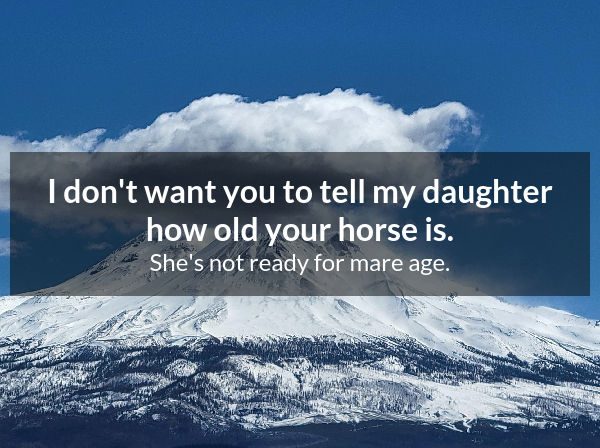 I don't want you to tell my daughter
how old your horse is.
She's not ready for mare age.